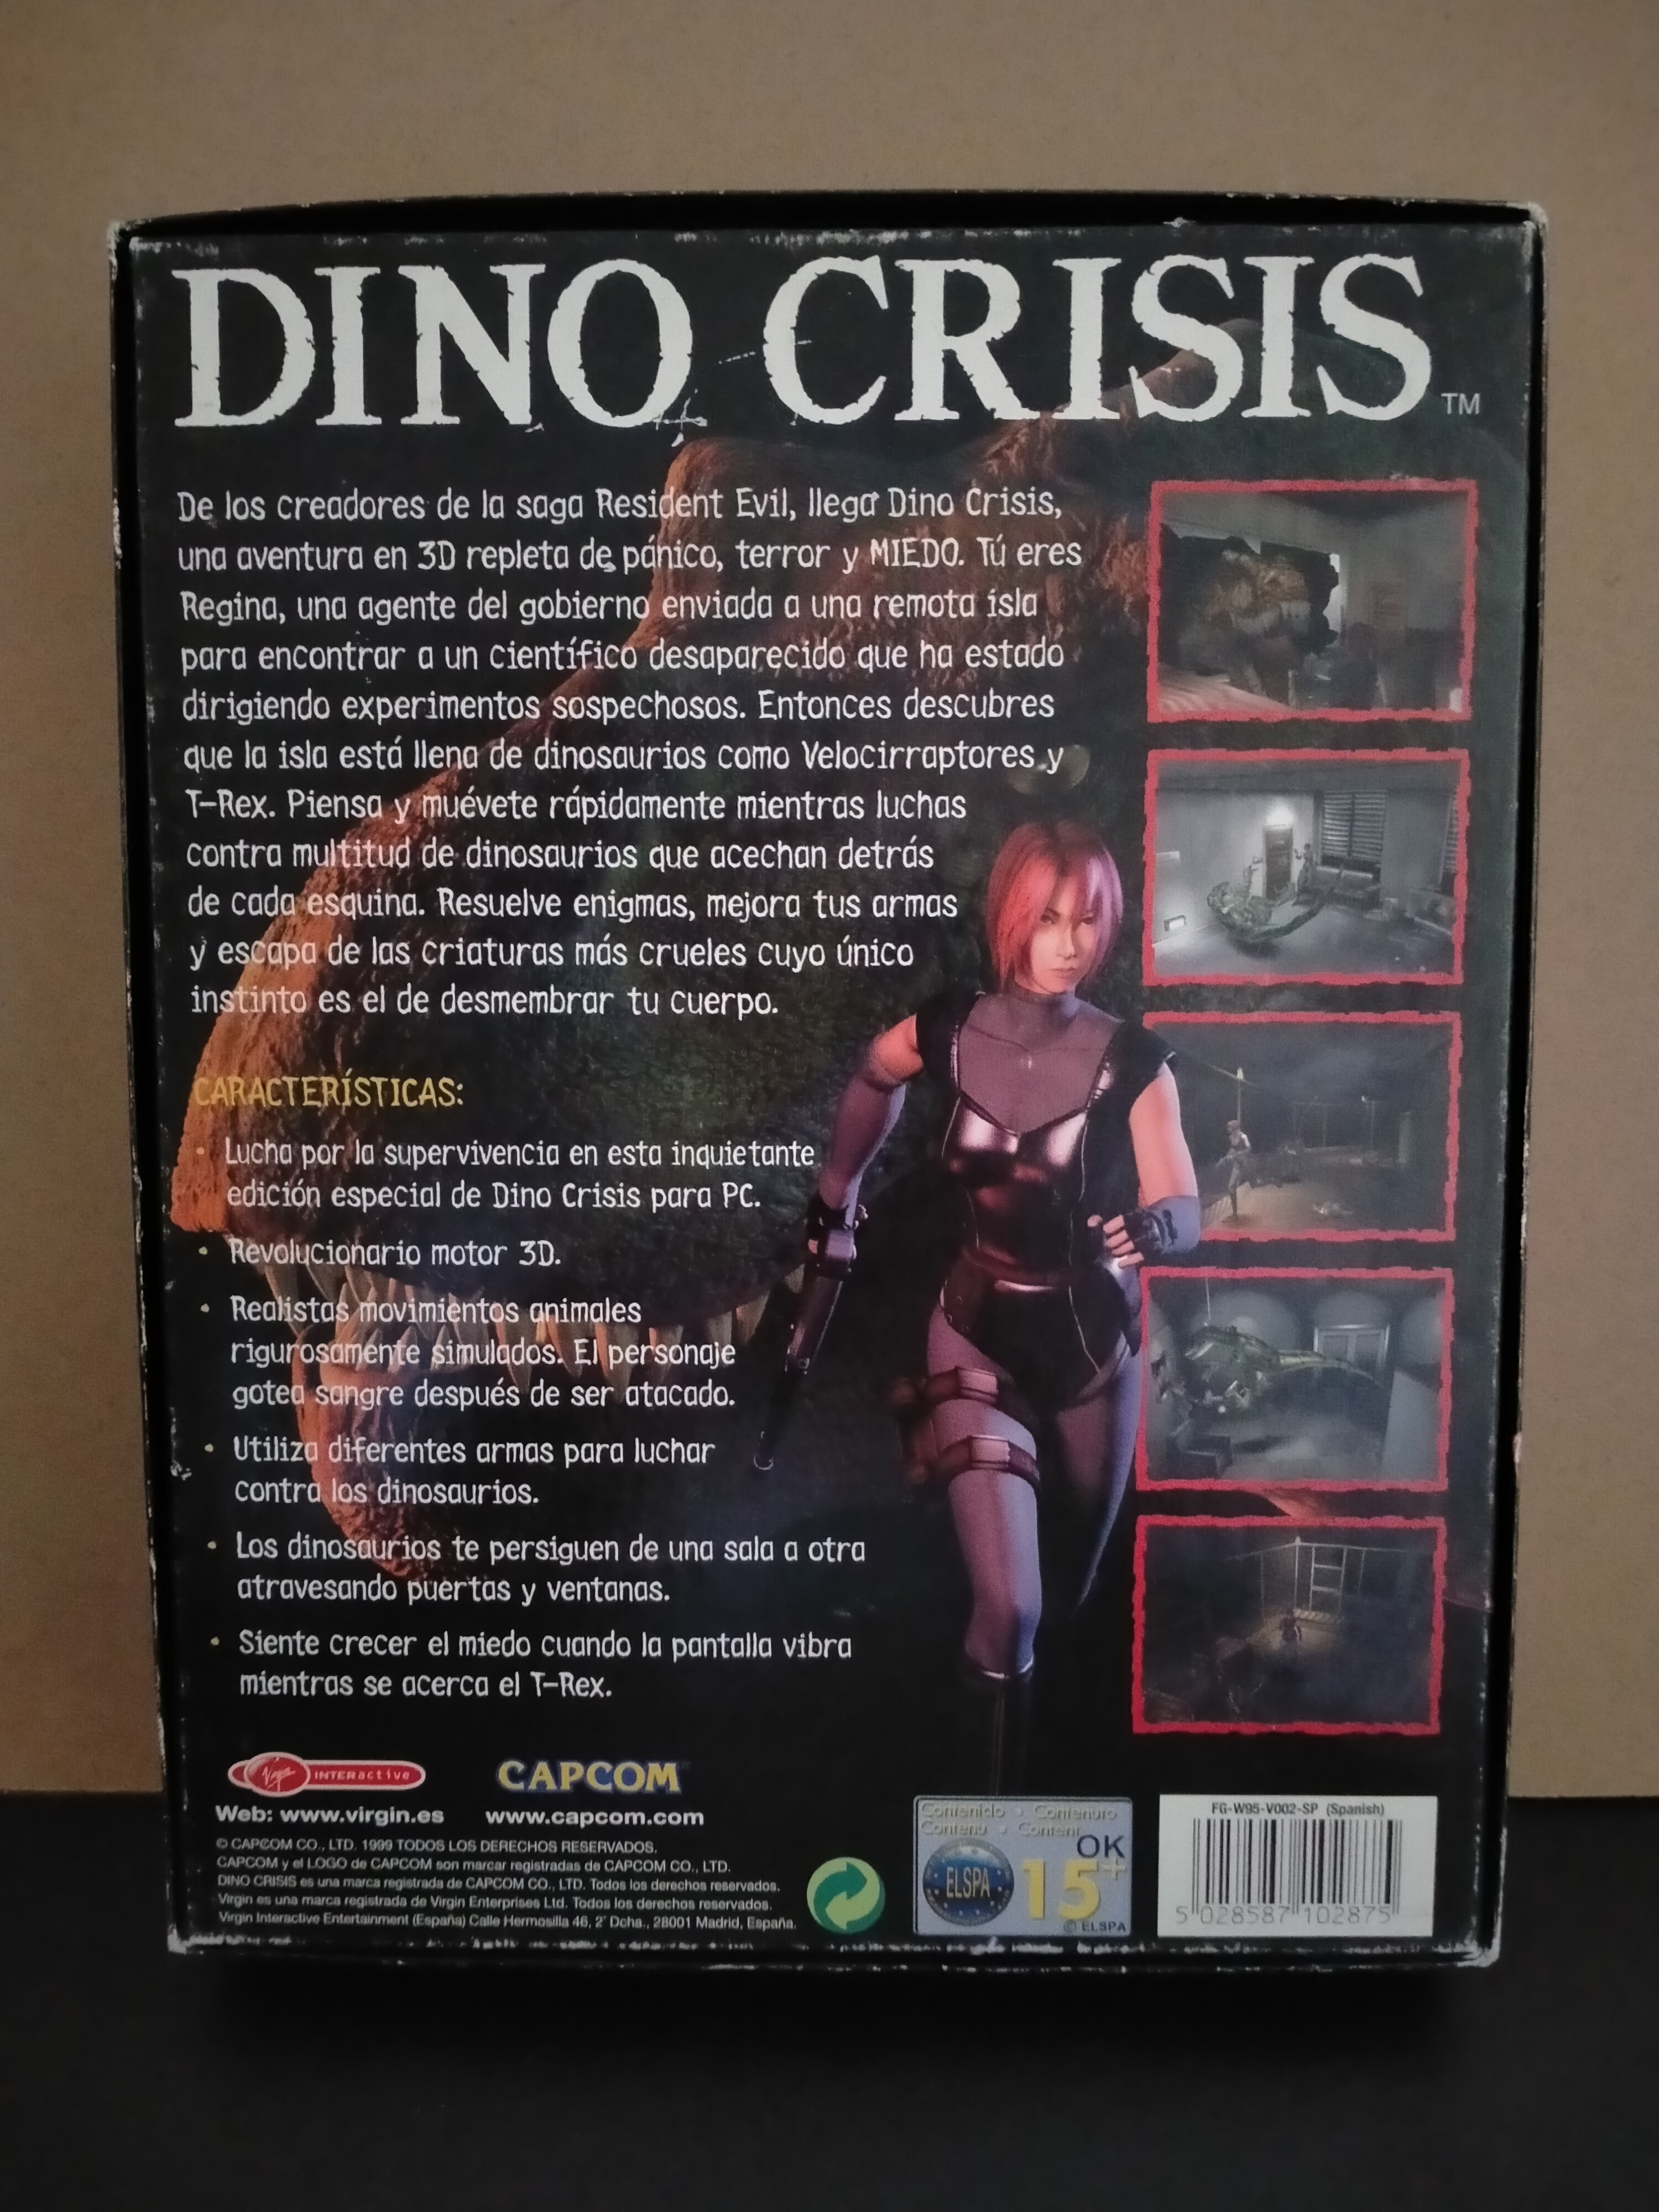 DINO CRISIS™
De los creadores de la saga Resident Evil, llega Dino Crisis,
una aventura en 3D repleta de pánico, terror y MIEDO. Tú eres
Regina, una agente del gobierno enviada a una remota isla
para encontrar a un científico desaparecido que ha estado
dirigiendo experimentos sospechosos. Entonces descubres
que la isla está llena de dinosaurios como Velocirraptores y
T-Rex. Piensa y muévete rápidamente mientras luchas
contra multitud de dinosaurios que acechan detrás
de cada esquina. Resuelve enigmas, mejora tus armas
y escapa de las criaturas más crueles cuyo único
instinto es el de desmembrar tu cuerpo.
CARACTERÍSTICAS:
• Lucha por la supervivencia en esta inquietante
edición especial de Dino Crisis para PC.
• Revolucionario motor 3D.
• Realistas movimientos animales
rigurosamente simulados. El personaje
gotea sangre después de ser atacado.
• Utiliza diferentes armas para luchar
contra los dinosaurios.
• Los dinosaurios te persiguen de una sala a otra
atravesando puertas y ventanas.
• Siente crecer el miedo cuando la pantalla vibra
mientras se acerca el T-Rex.
Virgin INTERactive
CAPCOM
Web: www.virgin.es
www.capcom.com
© CAPCOM CO., LTD. 1999 TODOS LOS DERECHOS RESERVADOS.
CAPCOM y el LOGO de CAPCOM son marcar registradas de CAPCOM CO., LTD.
DINO CRISIS es una marca registrada de CAPCOM CO., LTD. Todos los derechos reservados.
Virgin es una marca registrada de Virgin Enterprises Ltd. Todos los derechos reservados.
Virgin Interactive Entertainment (España) Calle Hermosilla 46, 2° Dcha., 28001 Madrid, España.
Contenido • Contenuto
Contenu • Content
OK
ELSPA
15+
© ELSPA
FG-W95-V002-SP (Spanish)
5 028587 102875